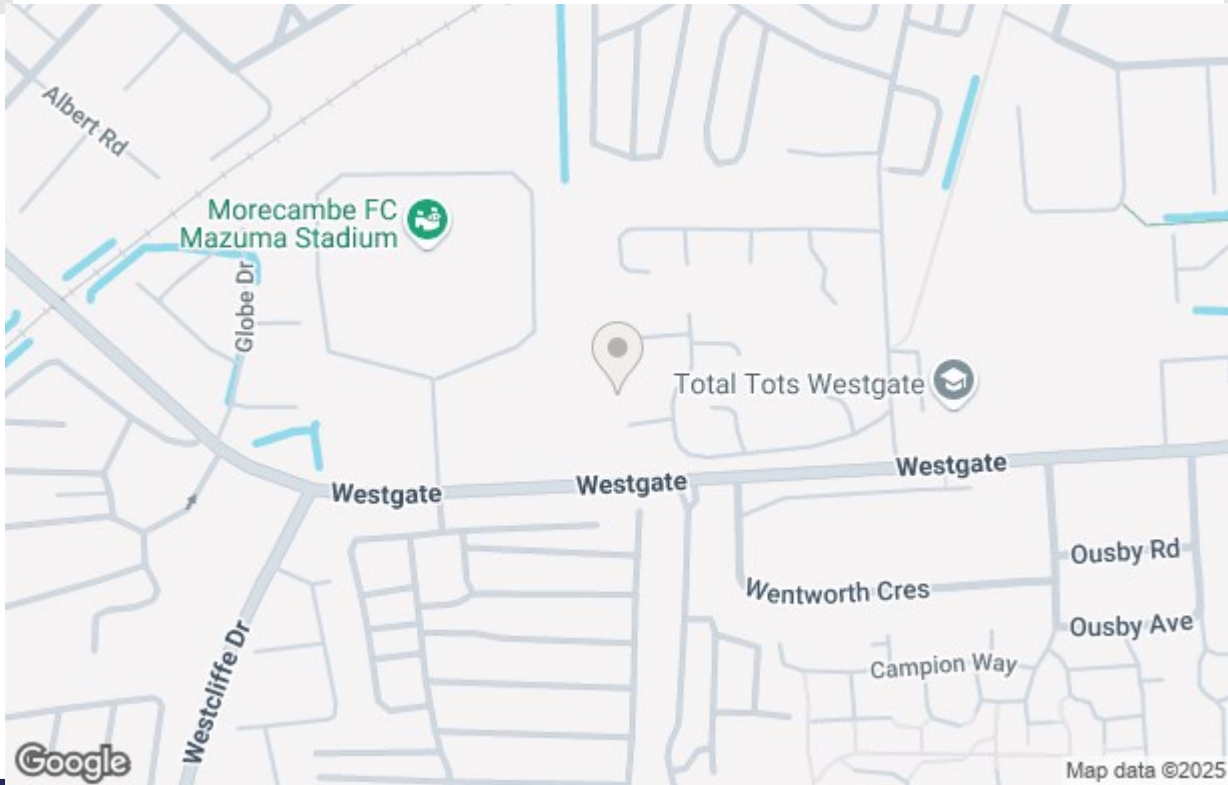 Albert Rd
Morecambe FC
Mazuma Stadium
Globe Dr
Total Tots Westgate
Westgate
Westgate
Westgate
Ousby Rd
Wentworth Cres
Ousby Ave
Campion Way
Westcliffe Dr
Google
Map data ©2025